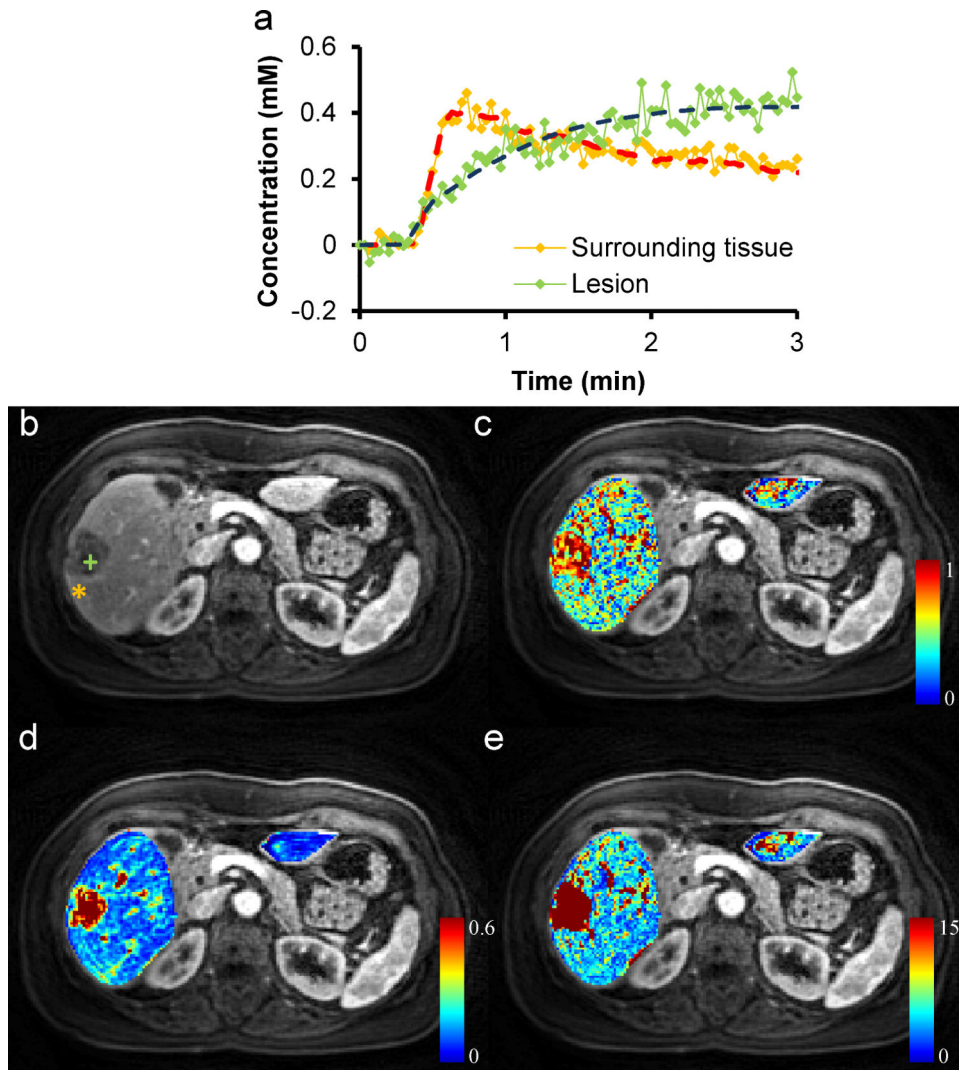 a
0.6
0.4
0.2
0
-0.2
Concentration (mM)
Surrounding tissue
Lesion
0 1 2 3
Time (min)
b
c
+
*
1
0
d
e
0.6
0
15
0